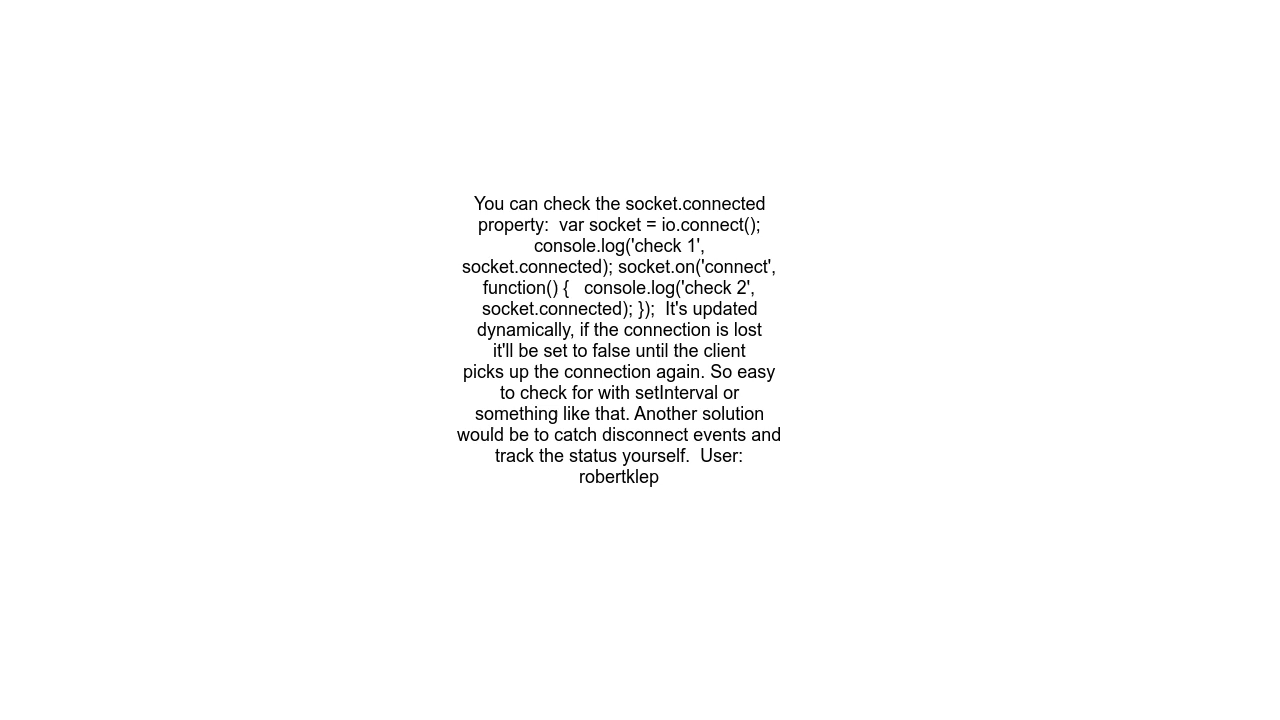 You can check the socket.connected
property:  var socket = io.connect();
console.log('check 1',
socket.connected); socket.on('connect',
function() {   console.log('check 2',
socket.connected); });  It's updated
dynamically, if the connection is lost
it'll be set to false until the client
picks up the connection again. So easy
to check for with setInterval or
something like that. Another solution
would be to catch disconnect events and
track the status yourself.  User:
robertklep